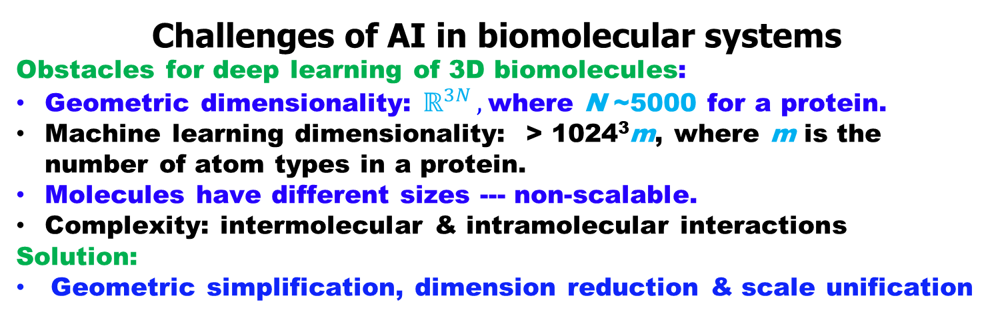 Challenges of AI in biomolecular systems
Obstacles for deep learning of 3D biomolecules:
• Geometric dimensionality: ℝ³ᴺ, where N ~5000 for a protein.
• Machine learning dimensionality: > 1024³m, where m is the
number of atom types in a protein.
• Molecules have different sizes --- non-scalable.
• Complexity: intermolecular & intramolecular interactions
Solution:
• Geometric simplification, dimension reduction & scale unification